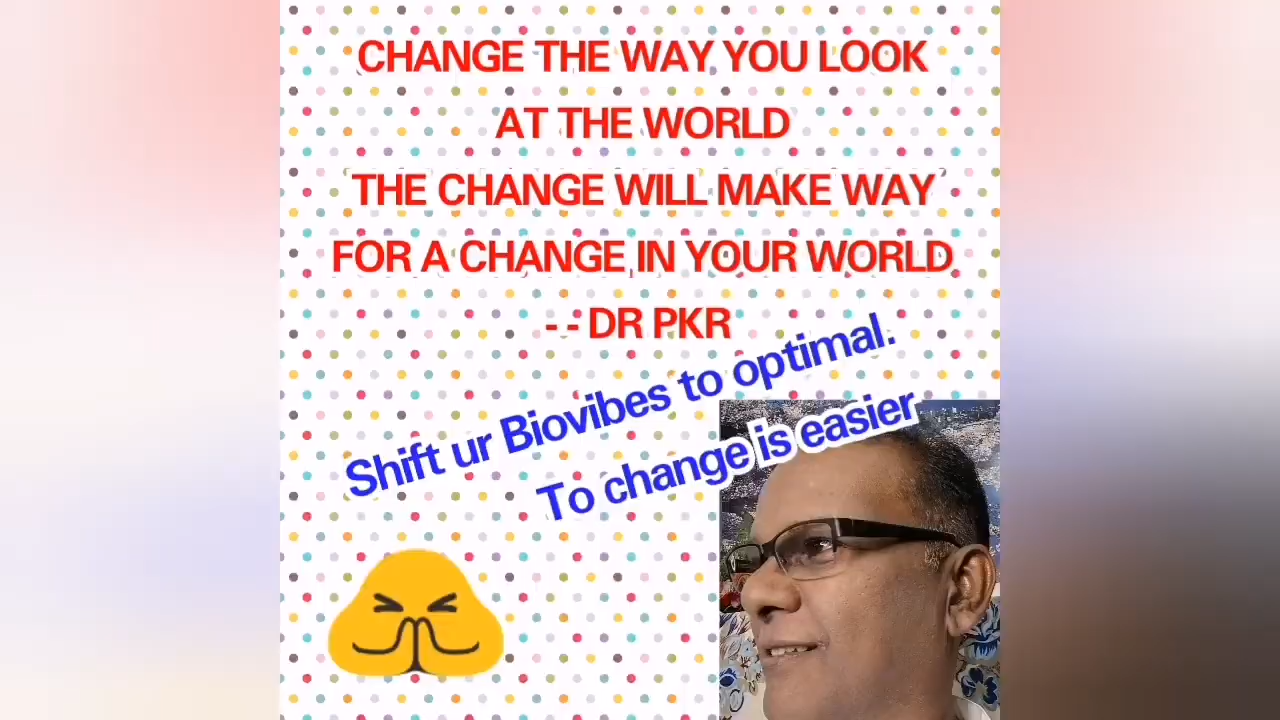 CHANGE THE WAY YOU LOOK
AT THE WORLD
THE CHANGE WILL MAKE WAY
FOR A CHANGE IN YOUR WORLD
- - DR PKR
Shift ur Biovibes to optimal.
To change is easier